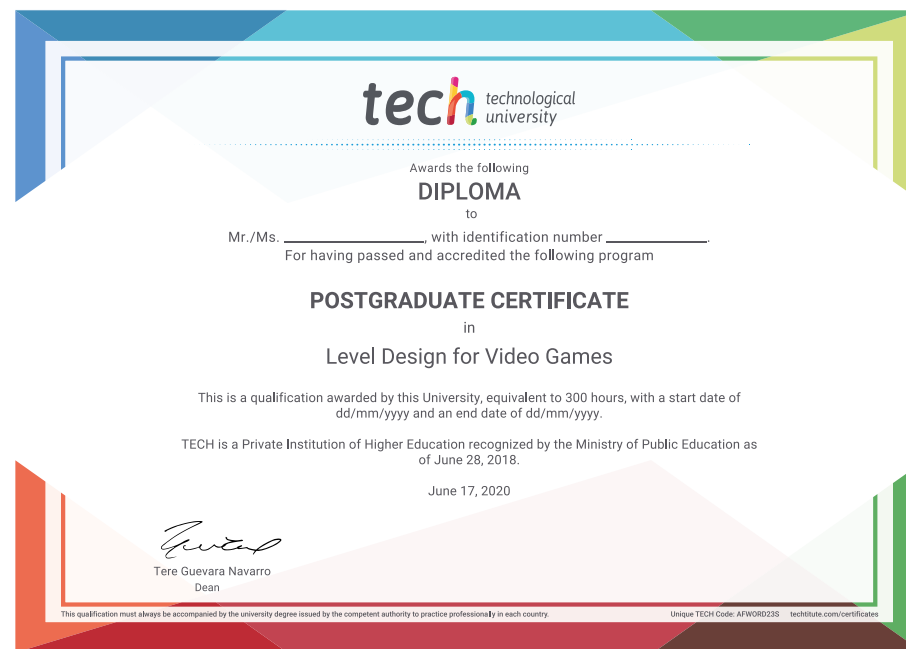 tech technological
university
Awards the following
DIPLOMA
to
Mr./Ms. ____________________, with identification number ______________.
For having passed and accredited the following program
POSTGRADUATE CERTIFICATE
in
Level Design for Video Games
This is a qualification awarded by this University, equivalent to 300 hours, with a start date of
dd/mm/yyyy and an end date of dd/mm/yyyy.
TECH is a Private Institution of Higher Education recognized by the Ministry of Public Education as
of June 28, 2018.
June 17, 2020
Tere Guevara Navarro
Dean
This qualification must always be accompanied by the university degree issued by the competent authority to practice professionally in each country. Unique TECH Code: AFWORD23S techtitute.com/certificates